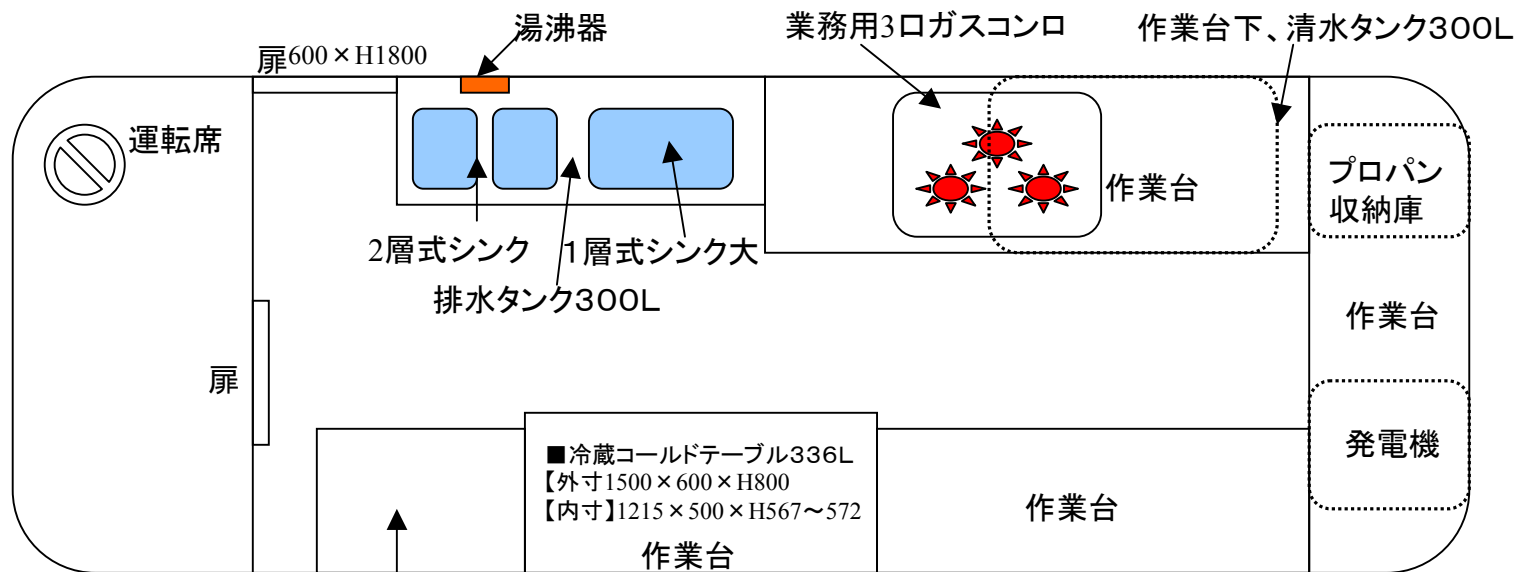 湯沸器
業務用3口ガスコンロ
作業台下、清水タンク300L
扉600×H1800
運転席
作業台
プロパン
収納庫
2層式シンク
1層式シンク大
排水タンク300L
作業台
扉
発電機
■冷蔵コールドテーブル336L
【外寸1500×600×H800
【内寸】1215×500×H567～572
作業台
作業台